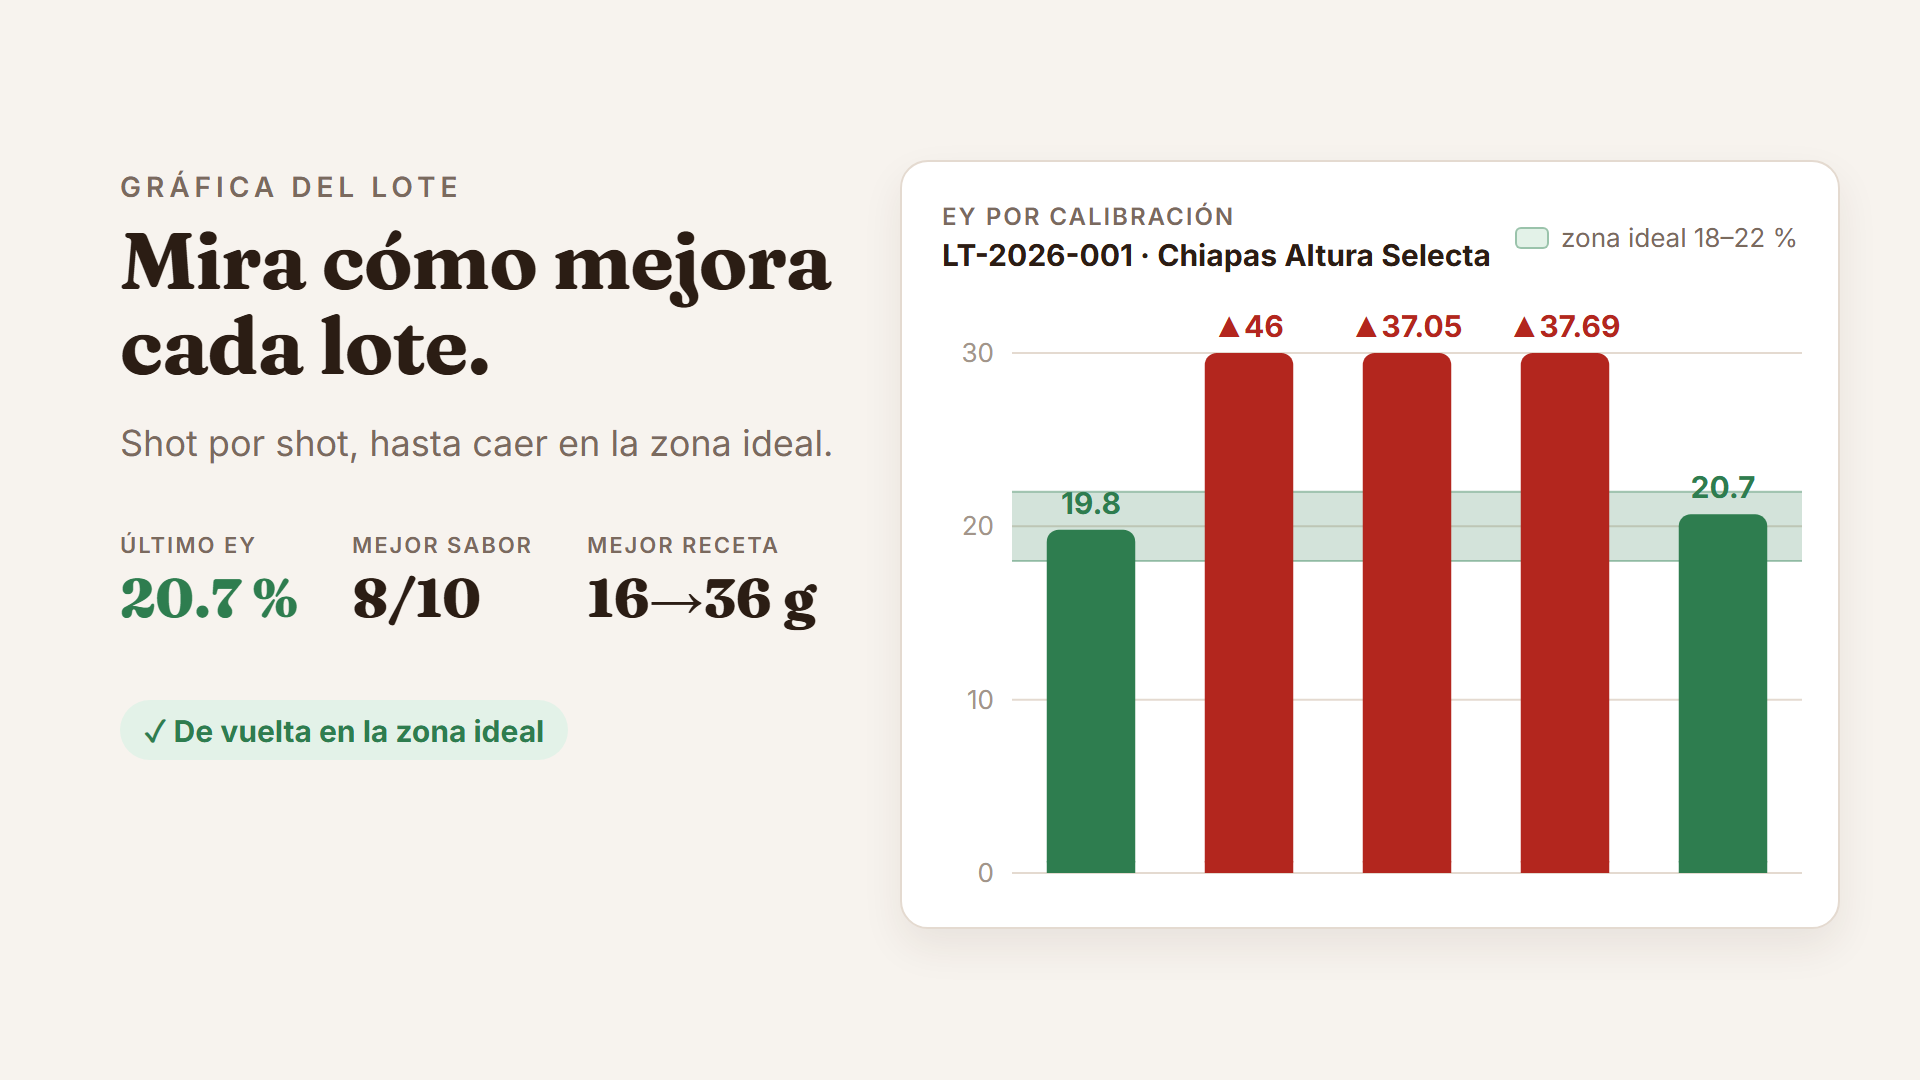 GRÁFICA DEL LOTE
Mira cómo mejora
cada lote.
Shot por shot, hasta caer en la zona ideal.
ÚLTIMO EY
20.7 %
MEJOR SABOR
8/10
MEJOR RECETA
16→36 g
✓ De vuelta en la zona ideal
EY POR CALIBRACIÓN
LT-2026-001 · Chiapas Altura Selecta
zona ideal 18–22 %
▲46
▲37.05
▲37.69
30
19.8
20.7
20
10
0